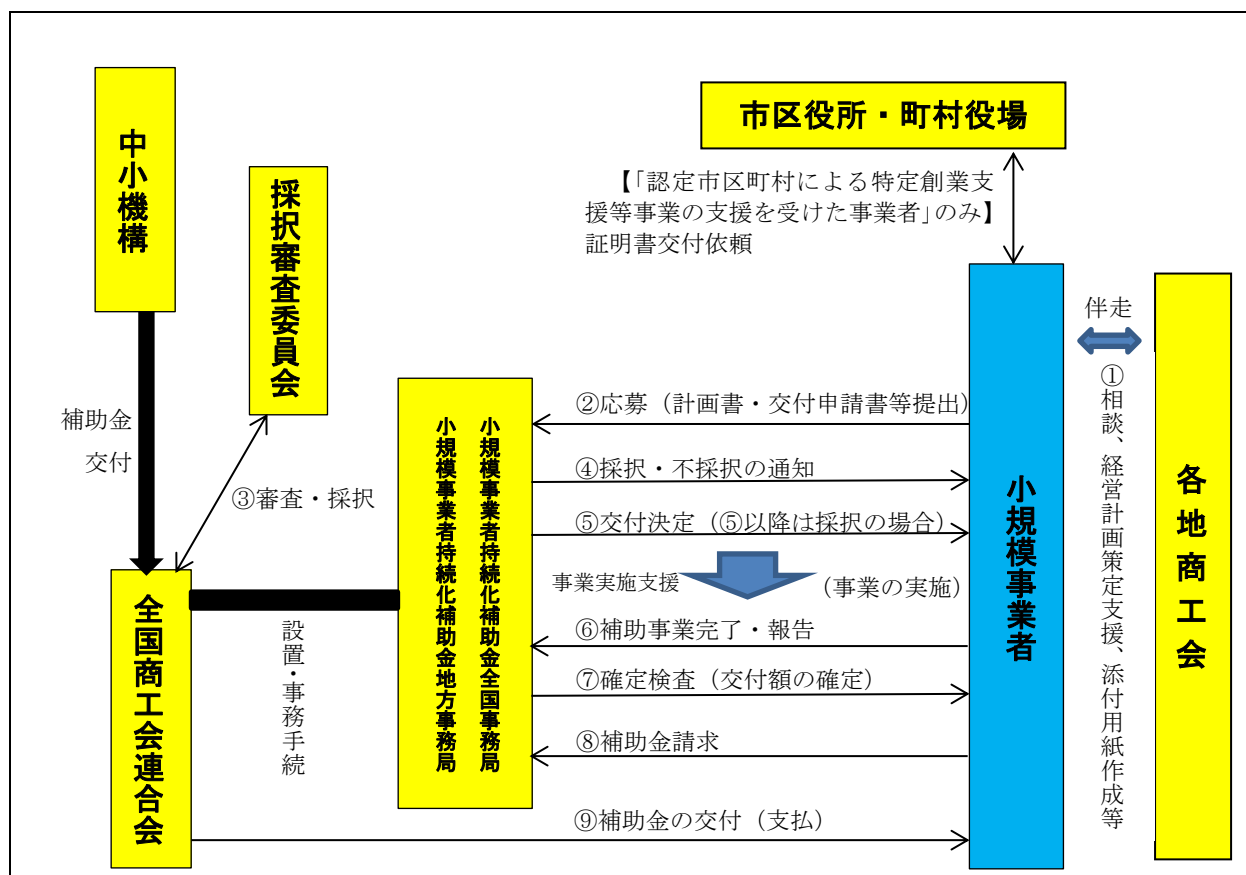 中小機構
採択審査委員会
市区役所・町村役場
【「認定市区町村による特定創業支
援等事業の支援を受けた事業者」のみ】
証明書交付依頼
補助金
交付
③審査・採択
全国商工会連合会
設置・事務手続
小規模事業者持続化補助金全国事務局
小規模事業者持続化補助金地方事務局
②応募（計画書・交付申請書等提出）
④採択・不採択の通知
⑤交付決定（⑤以降は採択の場合）
事業実施支援
（事業の実施）
⑥補助事業完了・報告
⑦確定検査（交付額の確定）
⑧補助金請求
⑨補助金の交付（支払）
小規模事業者
伴走
①相談、経営計画策定支援、添付用紙作成等
各地商工会